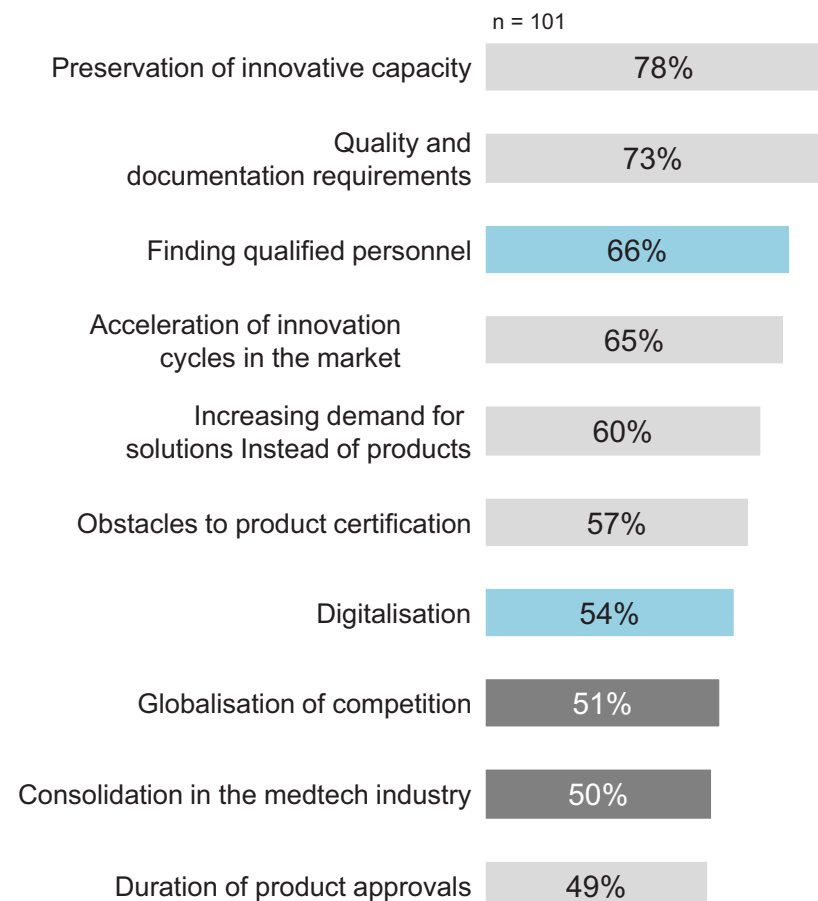 n = 101
Preservation of innovative capacity 78%
Quality and
documentation requirements 73%
Finding qualified personnel 66%
Acceleration of innovation
cycles in the market 65%
Increasing demand for
solutions Instead of products 60%
Obstacles to product certification 57%
Digitalisation 54%
Globalisation of competition 51%
Consolidation in the medtech industry 50%
Duration of product approvals 49%